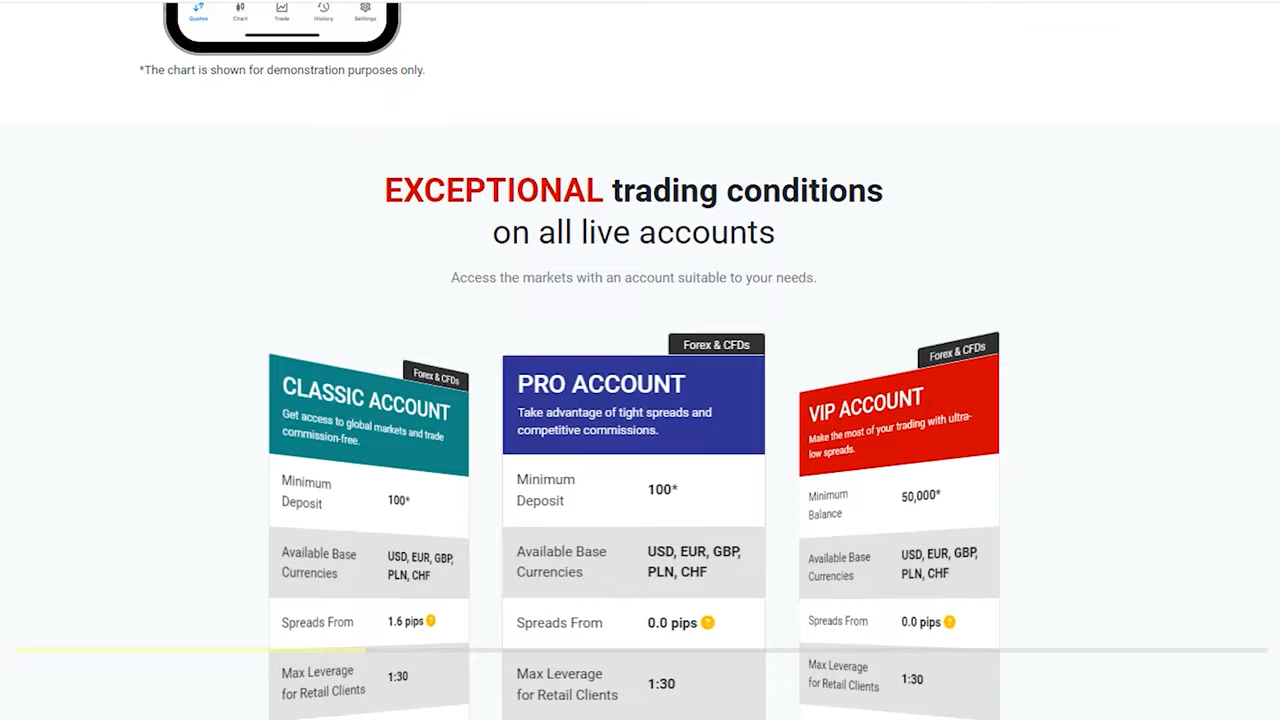 Quotes Chart Trade History Settings
*The chart is shown for demonstration purposes only.
EXCEPTIONAL trading conditions
on all live accounts
Access the markets with an account suitable to your needs.
Forex & CFDs
CLASSIC ACCOUNT
Get access to global markets and trade
commission-free.
Minimum
Deposit
100*
Available Base
Currencies
USD, EUR, GBP,
PLN, CHF
Spreads From
1.6 pips ?
Max Leverage
for Retail Clients
1:30
Forex & CFDs
PRO ACCOUNT
Take advantage of tight spreads and
competitive commissions.
Minimum
Deposit
100*
Available Base
Currencies
USD, EUR, GBP,
PLN, CHF
Spreads From
0.0 pips ?
Max Leverage
for Retail Clients
1:30
Forex & CFDs
VIP ACCOUNT
Make the most of your trading with ultra-
low spreads.
Minimum
Balance
50,000*
Available Base
Currencies
USD, EUR, GBP,
PLN, CHF
Spreads From
0.0 pips ?
Max Leverage
for Retail Clients
1:30